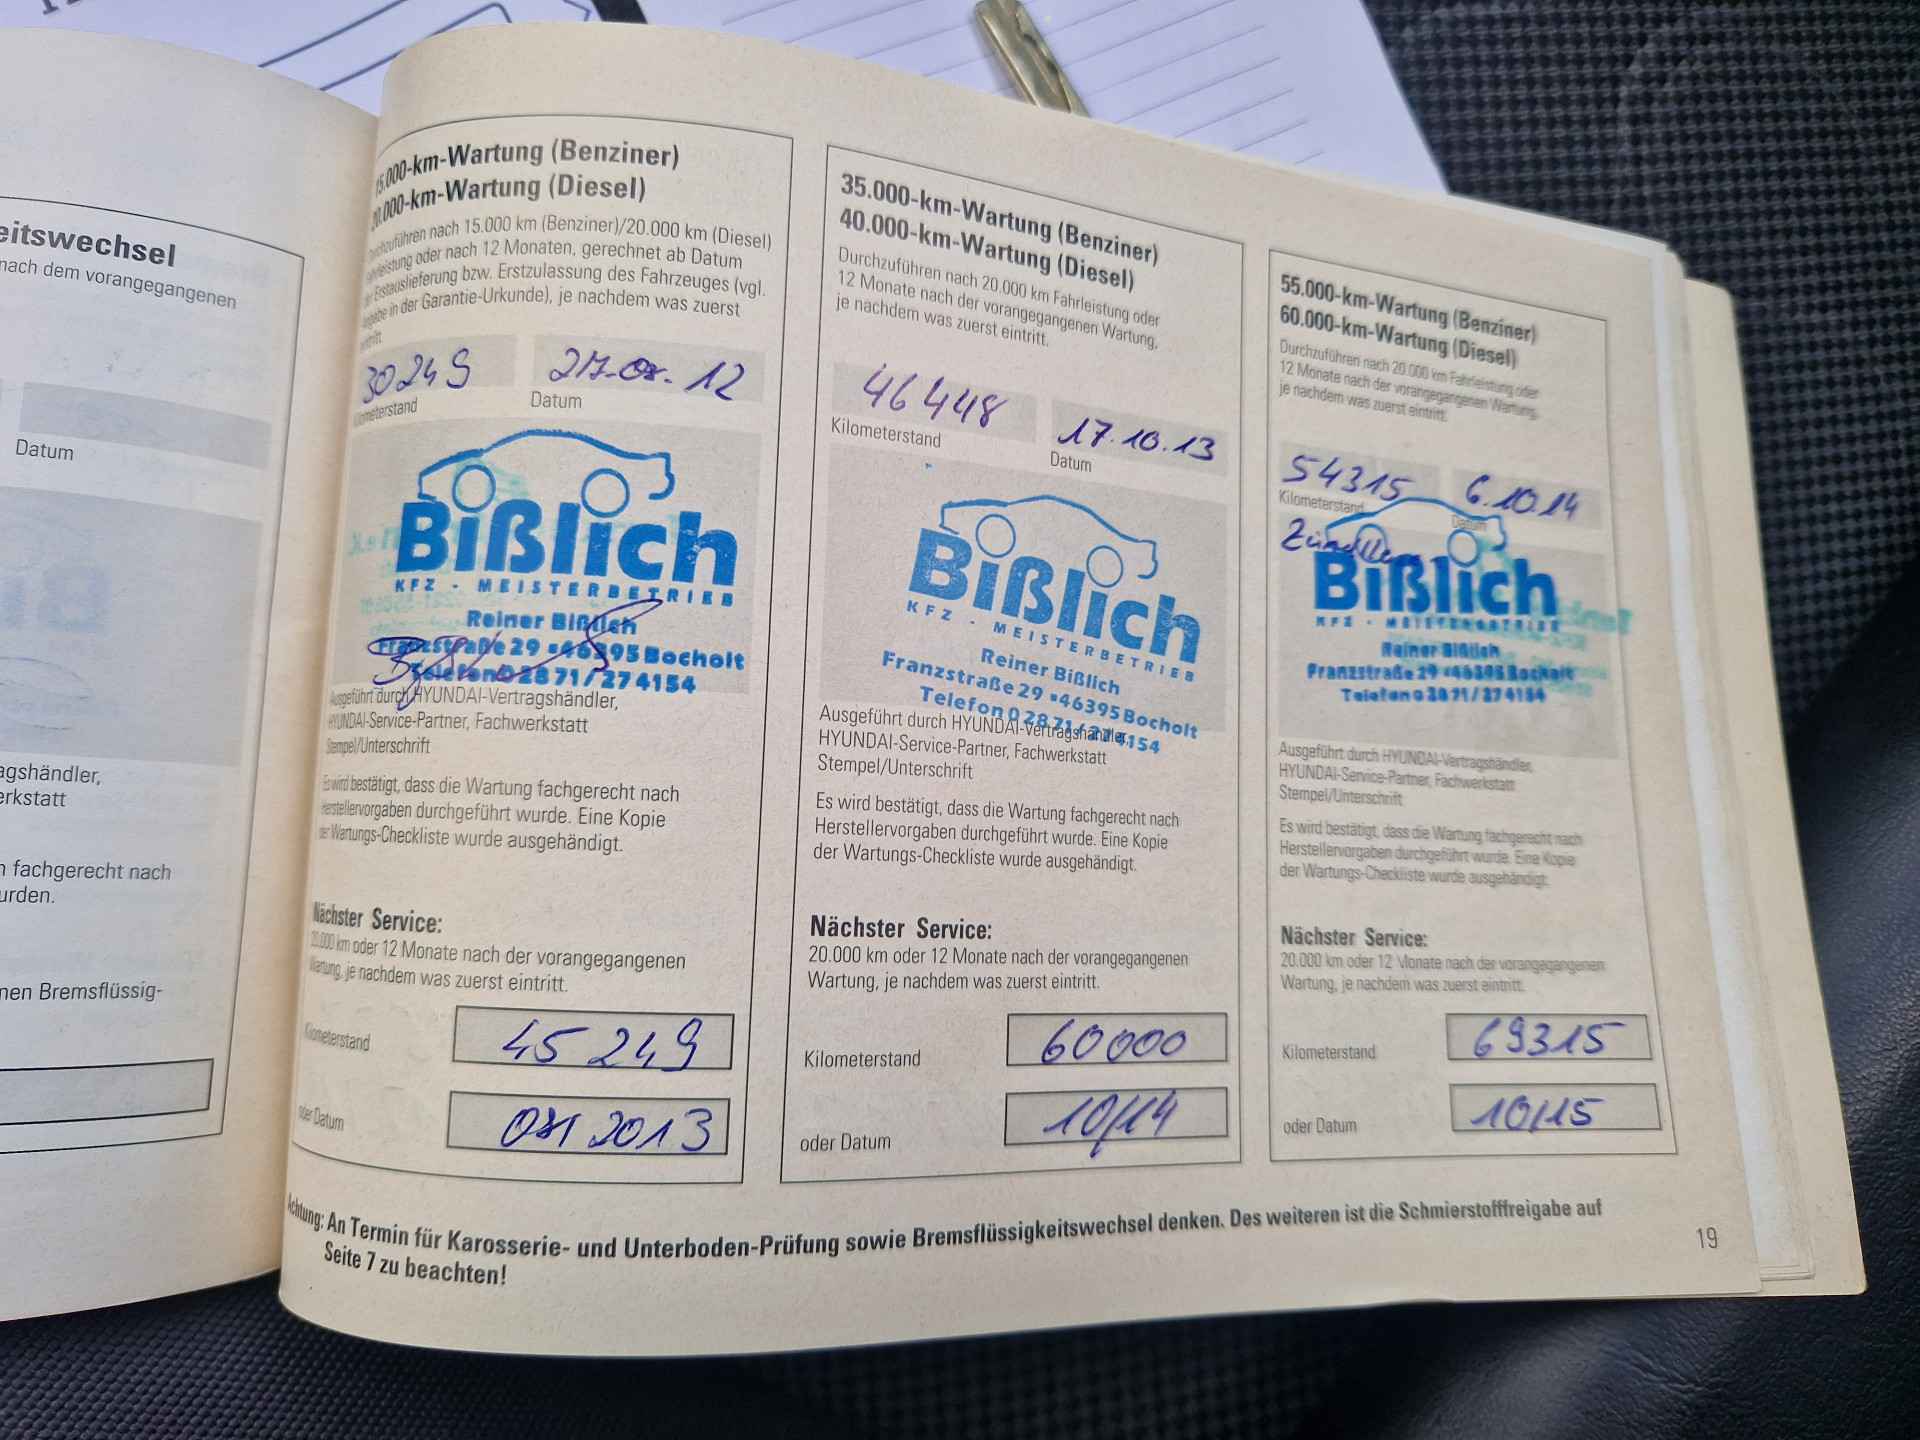 eitswechsel
nach dem vorangegangenen
Datum
agshändler,
erkstatt
n fachgerecht nach
urden.
nen Bremsflüssig-
15.000-km-Wartung (Benziner)
20.000-km-Wartung (Diesel)
Durchzuführen nach 15.000 km (Benziner)/20.000 km (Diesel)
Fahrleistung oder nach 12 Monaten, gerechnet ab Datum
der Erstauslieferung bzw. Erstzulassung des Fahrzeuges (vgl.
Angabe in der Garantie-Urkunde), je nachdem was zuerst
eintritt.
30249 27.08.12
Kilometerstand Datum
Bißlich
KFZ - MEISTERBETRIEB
Reiner Bißlich
Franzstraße 29 • 46395 Bocholt
Telefon 0 28 71 / 27 4154
Ausgeführt durch HYUNDAI-Vertragshändler,
HYUNDAI-Service-Partner, Fachwerkstatt
Stempel/Unterschrift
Es wird bestätigt, dass die Wartung fachgerecht nach
Herstellervorgaben durchgeführt wurde. Eine Kopie
der Wartungs-Checkliste wurde ausgehändigt.
Nächster Service:
20.000 km oder 12 Monate nach der vorangegangenen
Wartung, je nachdem was zuerst eintritt.
Kilometerstand 45 249
oder Datum 08/ 2013
35.000-km-Wartung (Benziner)
40.000-km-Wartung (Diesel)
Durchzuführen nach 20.000 km Fahrleistung oder
12 Monate nach der vorangegangenen Wartung,
je nachdem was zuerst eintritt.
46448 17.10.13
Kilometerstand Datum
Bißlich
KFZ - MEISTERBETRIEB
Reiner Bißlich
Franzstraße 29 • 46395 Bocholt
Telefon 0 28 71 / 27 4154
Ausgeführt durch HYUNDAI-Vertragshändler,
HYUNDAI-Service-Partner, Fachwerkstatt
Stempel/Unterschrift
Es wird bestätigt, dass die Wartung fachgerecht nach
Herstellervorgaben durchgeführt wurde. Eine Kopie
der Wartungs-Checkliste wurde ausgehändigt.
Nächster Service:
20.000 km oder 12 Monate nach der vorangegangenen
Wartung, je nachdem was zuerst eintritt.
Kilometerstand 60000
oder Datum 10/14
55.000-km-Wartung (Benziner)
60.000-km-Wartung (Diesel)
Durchzuführen nach 20.000 km Fahrleistung oder
12 Monate nach der vorangegangenen Wartung,
je nachdem was zuerst eintritt.
54315 6.10.14
Kilometerstand Datum
Bißlich
KFZ - MEISTERBETRIEB
Reiner Bißlich
Franzstraße 29 • 46395 Bocholt
Telefon 0 28 71 / 27 4154
Ausgeführt durch HYUNDAI-Vertragshändler,
HYUNDAI-Service-Partner, Fachwerkstatt
Stempel/Unterschrift
Es wird bestätigt, dass die Wartung fachgerecht nach
Herstellervorgaben durchgeführt wurde. Eine Kopie
der Wartungs-Checkliste wurde ausgehändigt.
Nächster Service:
20.000 km oder 12 Monate nach der vorangegangenen
Wartung, je nachdem was zuerst eintritt.
Kilometerstand 69315
oder Datum 10/15
Achtung: An Termin für Karosserie- und Unterboden-Prüfung sowie Bremsflüssigkeitswechsel denken. Des weiteren ist die Schmierstofffreigabe auf
Seite 7 zu beachten!
19